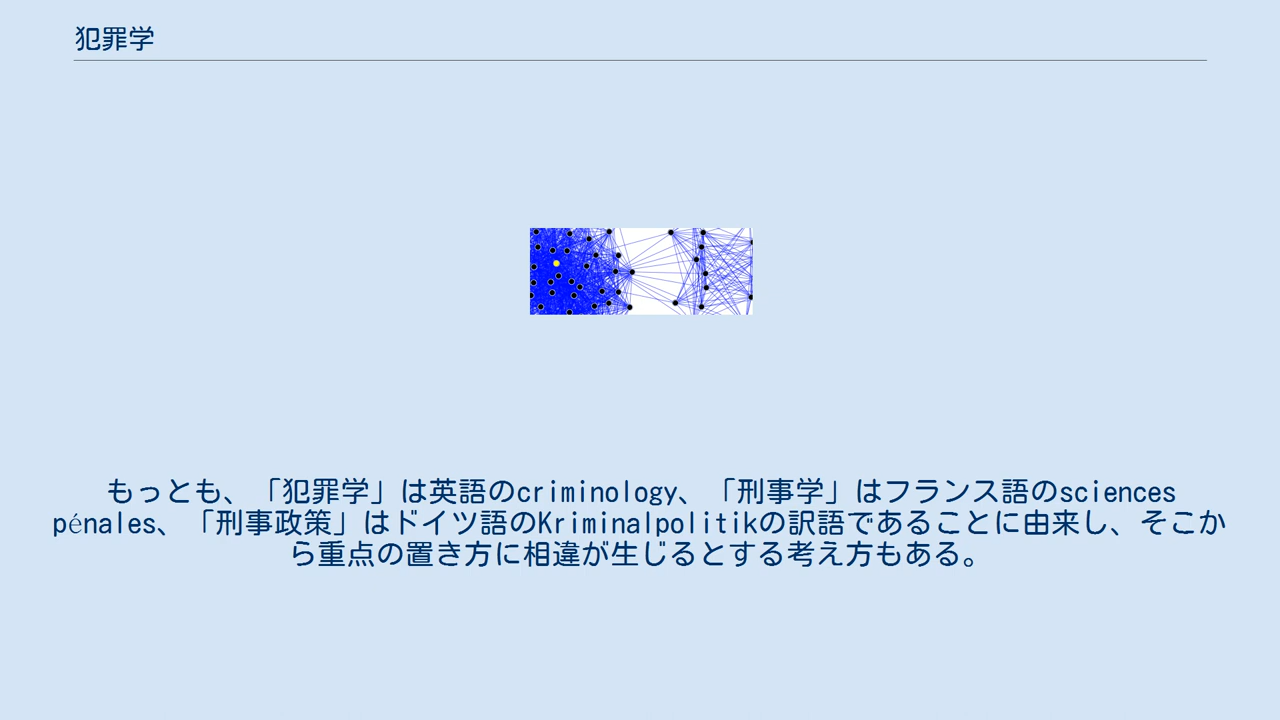 犯罪学
もっとも、「犯罪学」は英語のcriminology、「刑事学」はフランス語のsciences
pénales、「刑事政策」はドイツ語のKriminalpolitikの訳語であることに由来し、そこか
ら重点の置き方に相違が生じるとする考え方もある。